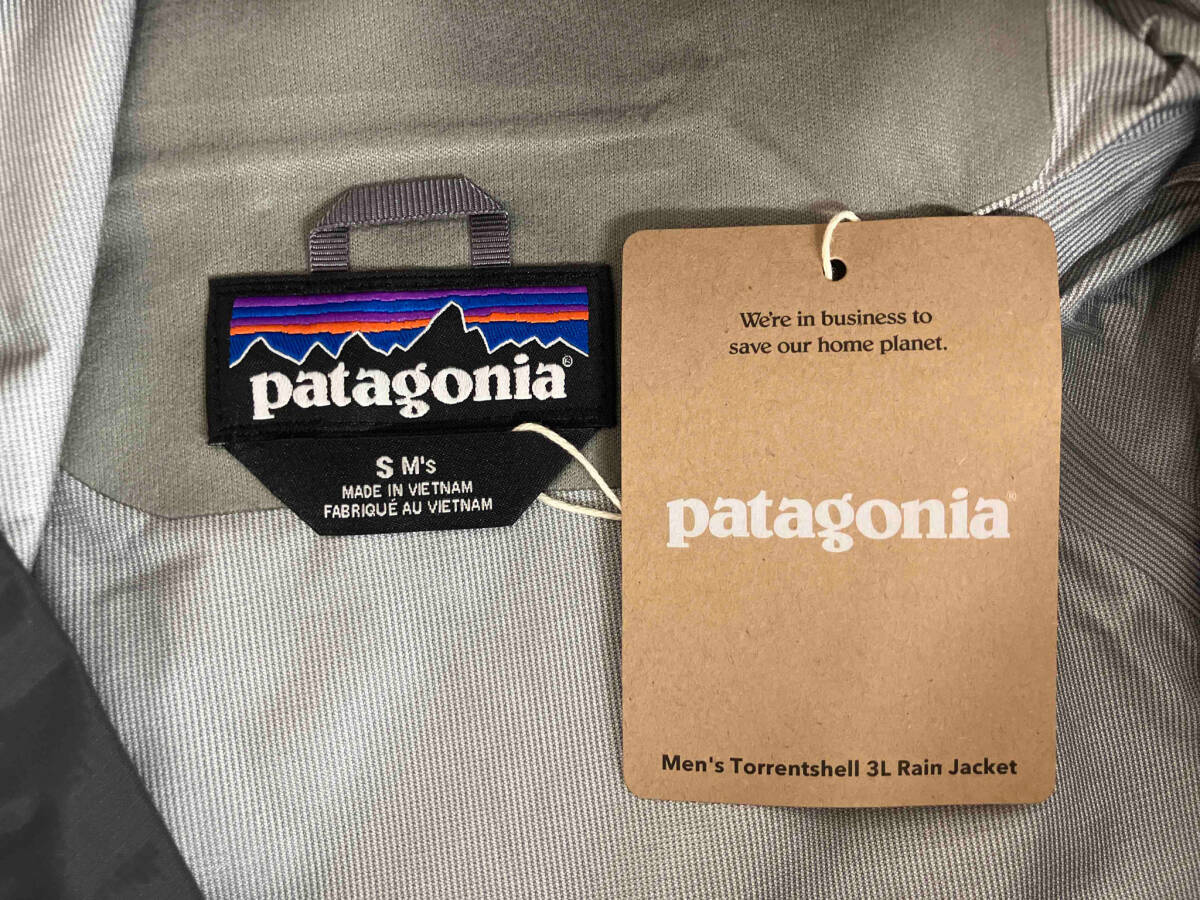 patagonia®
S M's
MADE IN VIETNAM
FABRIQUÉ AU VIETNAM
We're in business to
save our home planet.
patagonia®
Men's Torrentshell 3L Rain Jacket